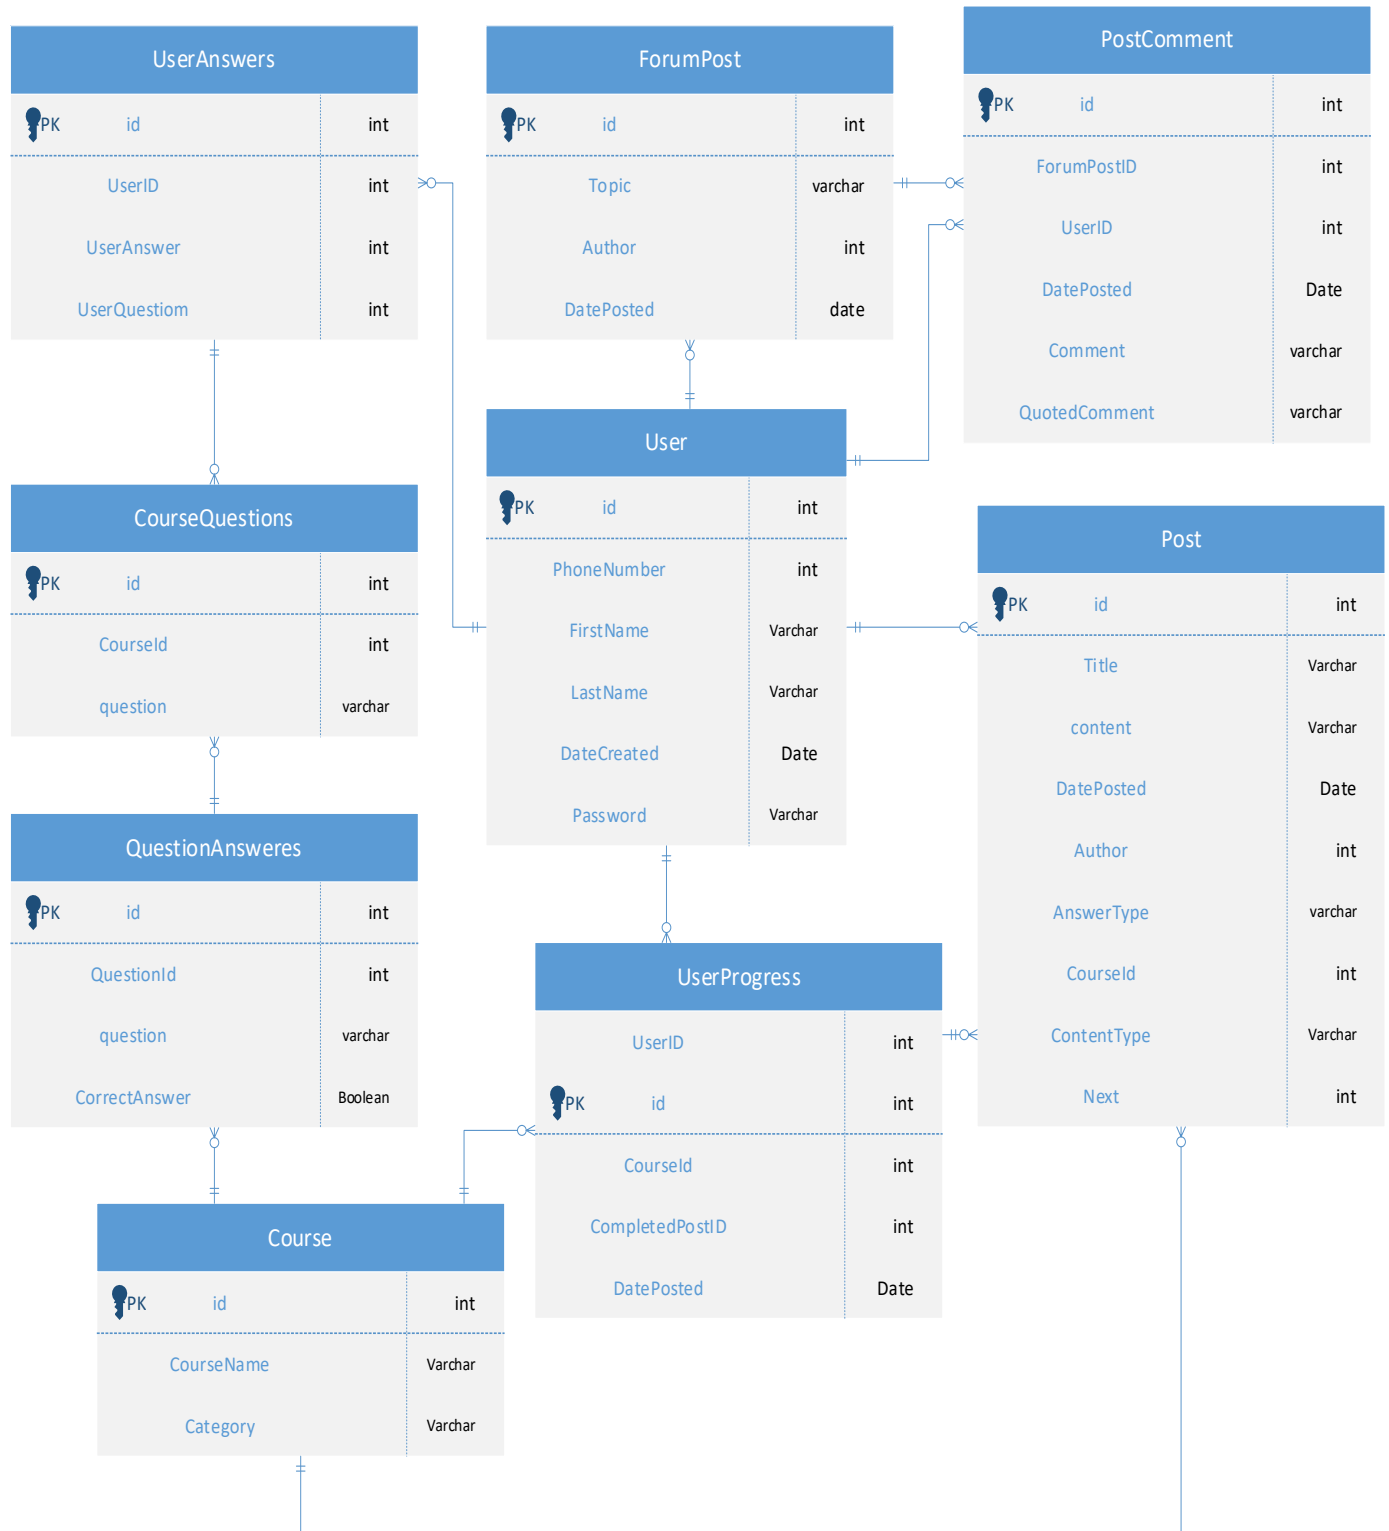 UserAnswers
PK id int
UserID int
UserAnswer int
UserQuestiom int
ForumPost
PK id int
Topic varchar
Author int
DatePosted date
PostComment
PK id int
ForumPostID int
UserID int
DatePosted Date
Comment varchar
QuotedComment varchar
CourseQuestions
PK id int
CourseId int
question varchar
User
PK id int
PhoneNumber int
FirstName Varchar
LastName Varchar
DateCreated Date
Password Varchar
Post
PK id int
Title Varchar
content Varchar
DatePosted Date
Author int
AnswerType varchar
CourseId int
ContentType Varchar
Next int
QuestionAnsweres
PK id int
QuestionId int
question varchar
CorrectAnswer Boolean
UserProgress
UserID int
PK id int
CourseId int
CompletedPostID int
DatePosted Date
Course
PK id int
CourseName Varchar
Category Varchar